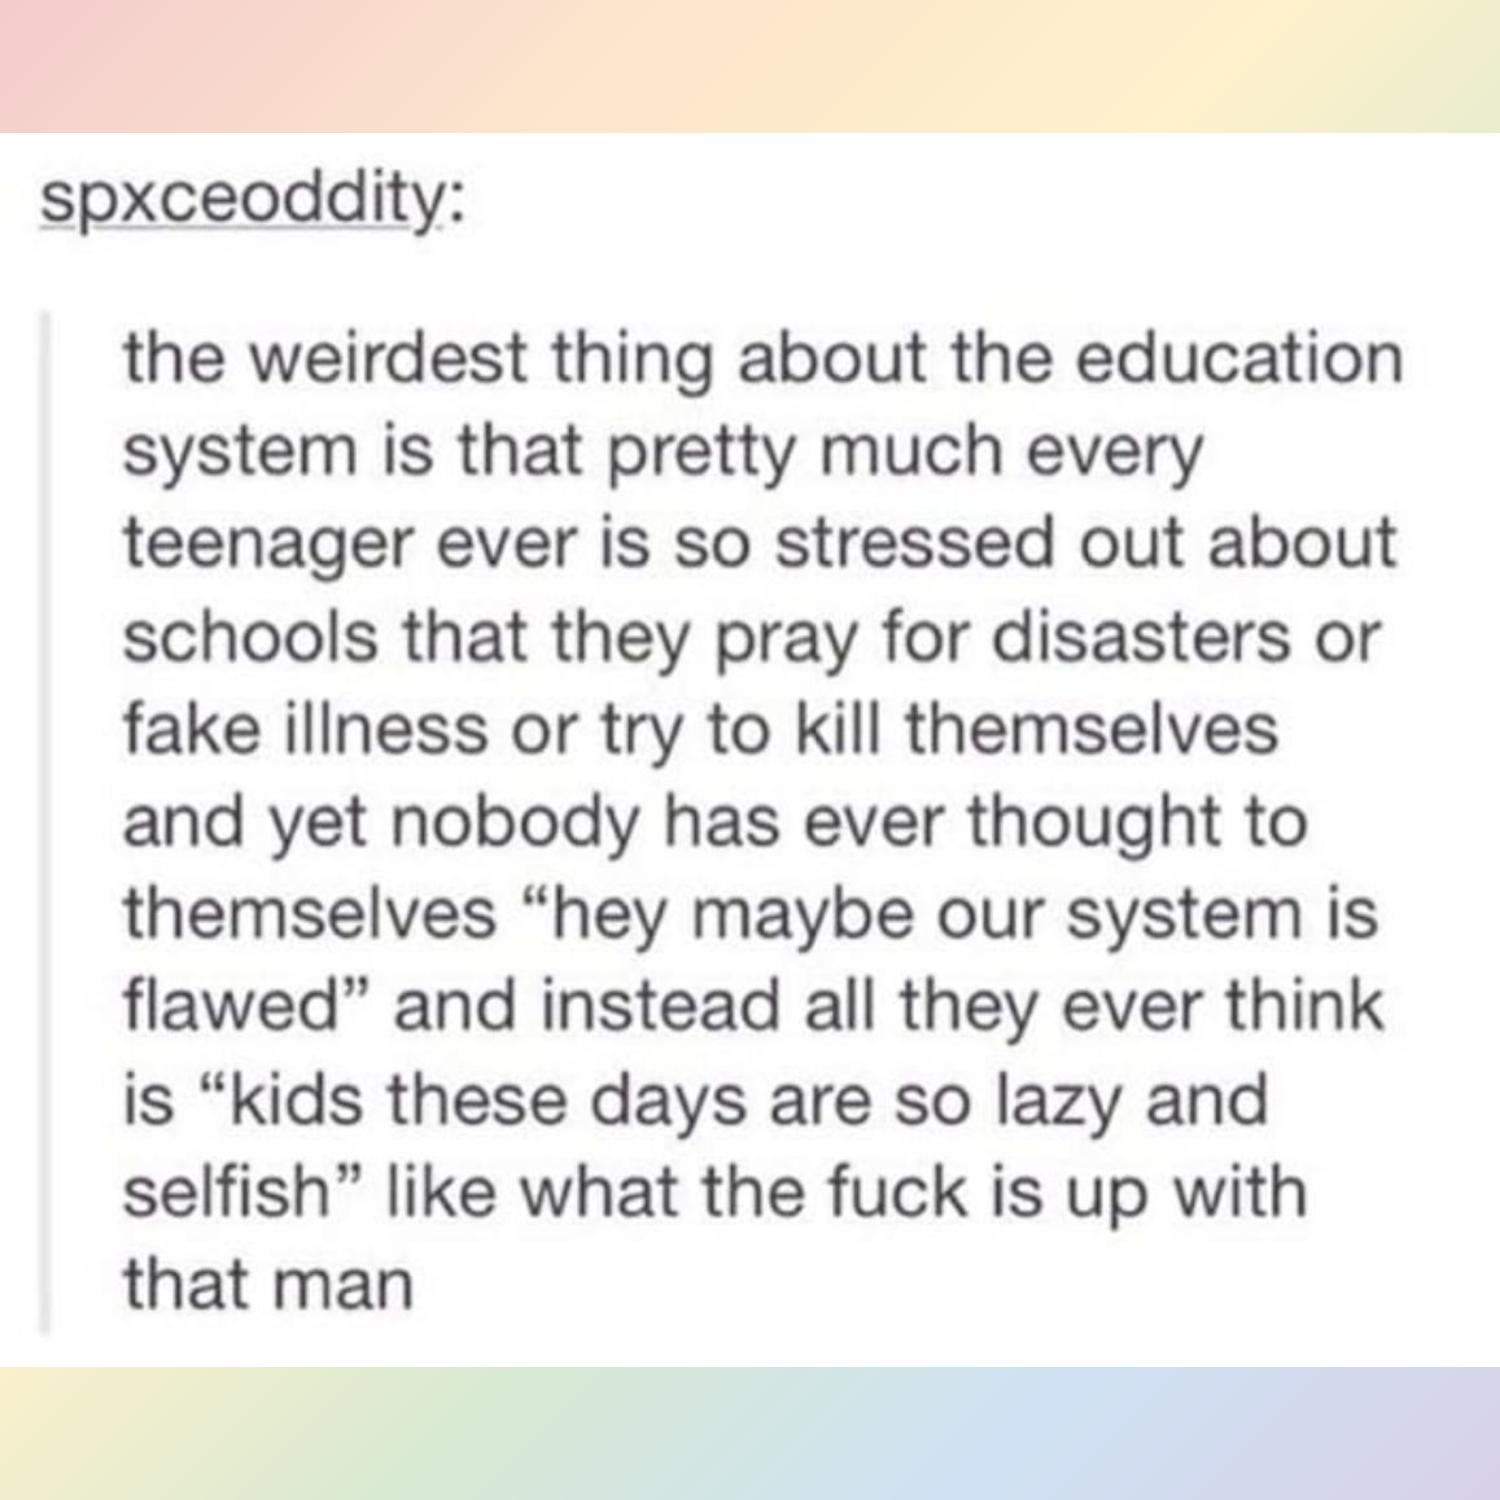 spxceoddity:
the weirdest thing about the education
system is that pretty much every
teenager ever is so stressed out about
schools that they pray for disasters or
fake illness or try to kill themselves
and yet nobody has ever thought to
themselves “hey maybe our system is
flawed” and instead all they ever think
is “kids these days are so lazy and
selfish” like what the fuck is up with
that man